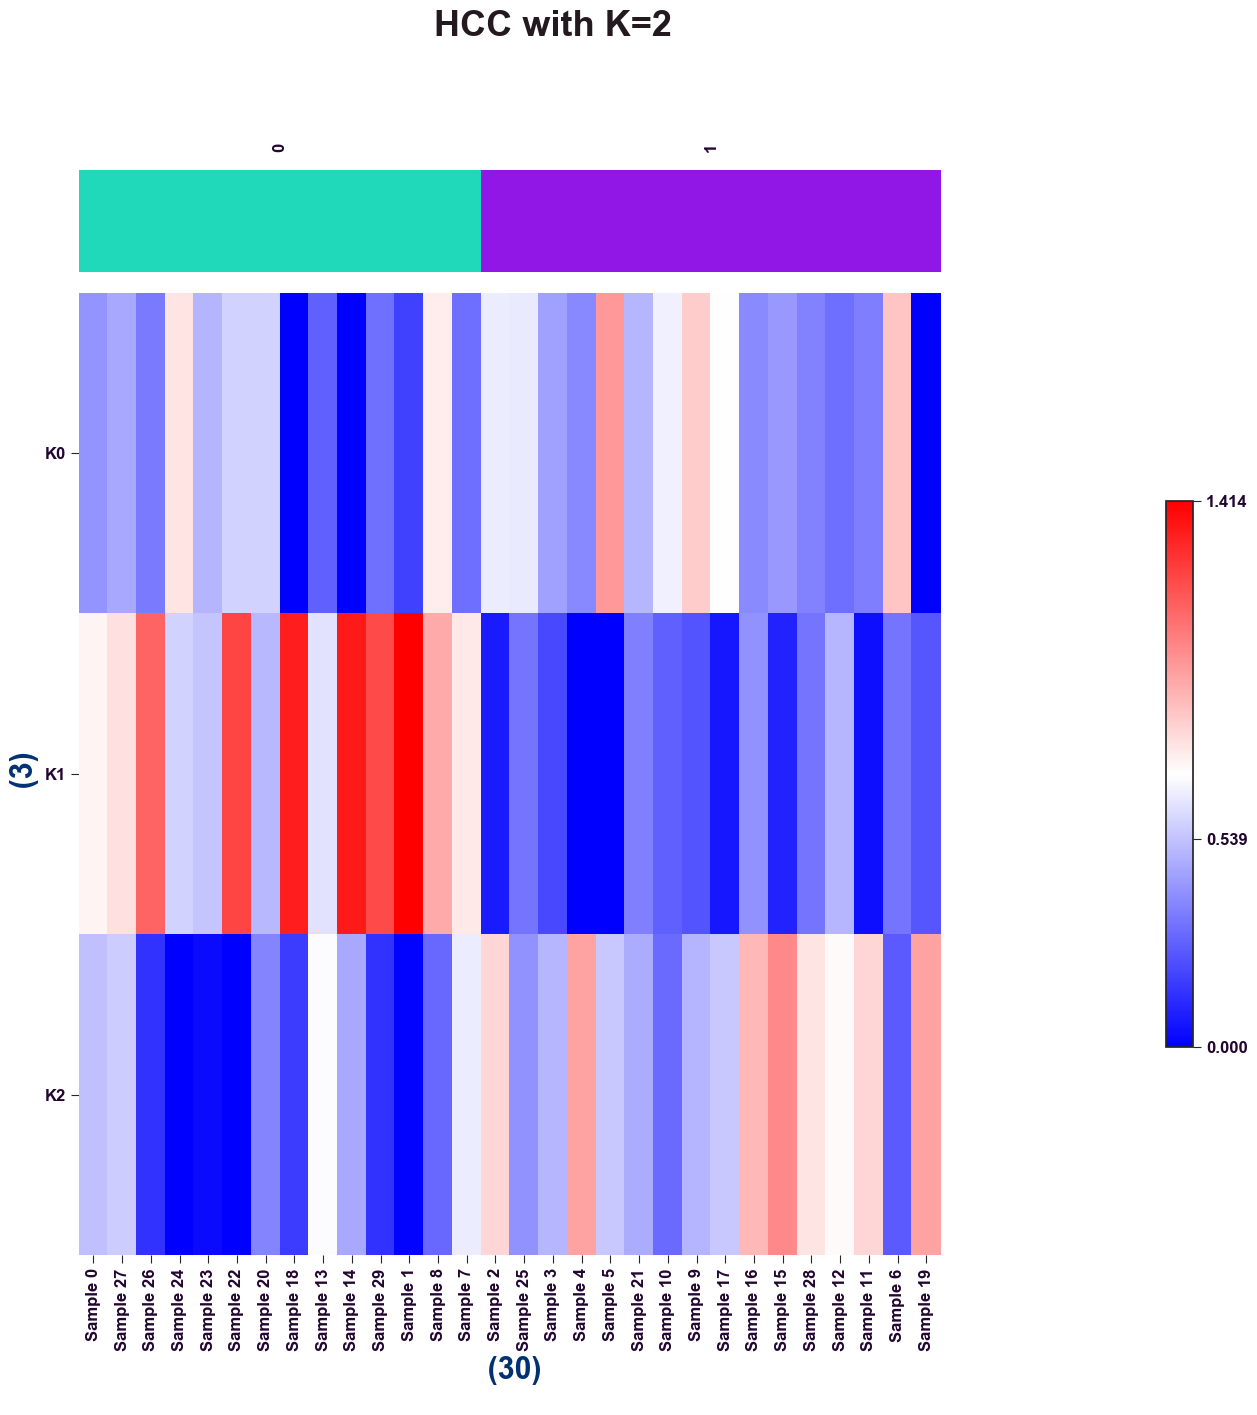 HCC with K=2
0
1
K0
K1
K2
(3)
1.414
0.539
0.000
Sample 0
Sample 27
Sample 26
Sample 24
Sample 23
Sample 22
Sample 20
Sample 18
Sample 13
Sample 14
Sample 29
Sample 1
Sample 8
Sample 7
Sample 2
Sample 25
Sample 3
Sample 4
Sample 5
Sample 21
Sample 10
Sample 9
Sample 17
Sample 16
Sample 15
Sample 28
Sample 12
Sample 11
Sample 6
Sample 19
(30)